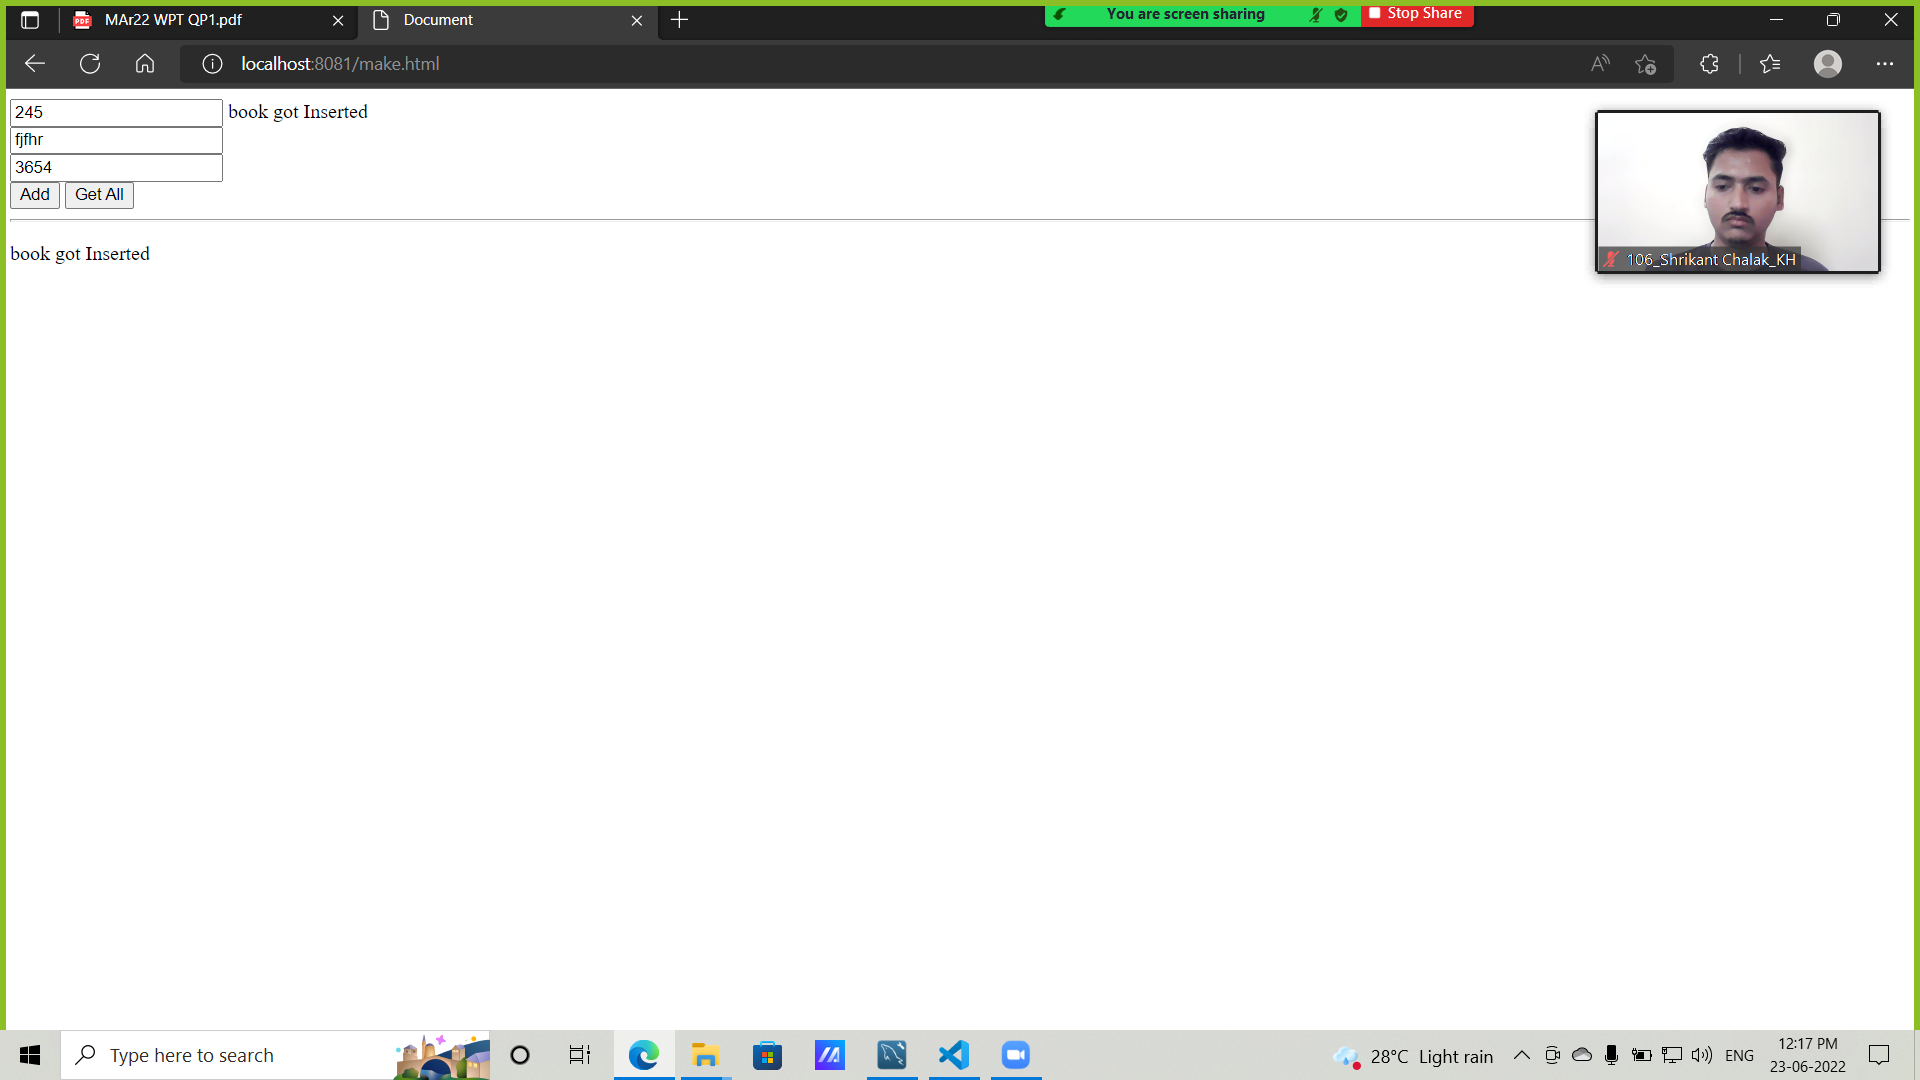 MAr22 WPT QP1.pdf
Document
You are screen sharing
Stop Share
localhost:8081/make.html
245
book got Inserted
fjfhr
3654
Add
Get All
book got Inserted
106_Shrikant Chalak_KH
Type here to search
28°C Light rain
ENG
12:17 PM
23-06-2022